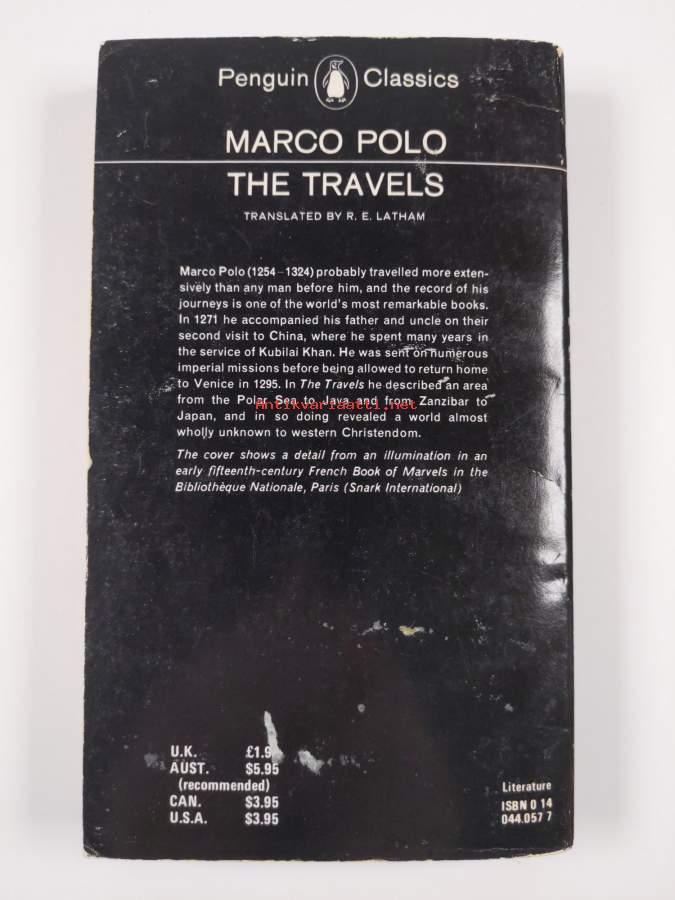 Penguin Classics
MARCO POLO
THE TRAVELS
TRANSLATED BY R. E. LATHAM
Marco Polo (1254–1324) probably travelled more exten-
sively than any man before him, and the record of his
journeys is one of the world's most remarkable books.
In 1271 he accompanied his father and uncle on their
second visit to China, where he spent many years in
the service of Kubilai Khan. He was sent on numerous
imperial missions before being allowed to return home
to Venice in 1295. In The Travels he described an area
from the Polar Sea to Java and from Zanzibar to
Antikvariaatti.net
Japan, and in so doing revealed a world almost
wholly unknown to western Christendom.
The cover shows a detail from an illumination in an
early fifteenth-century French Book of Marvels in the
Bibliothèque Nationale, Paris (Snark International)
U.K.
AUST. $5.95
(recommended)
CAN. $3.95
U.S.A. $3.95
Literature
ISBN 0 14
044.057 7